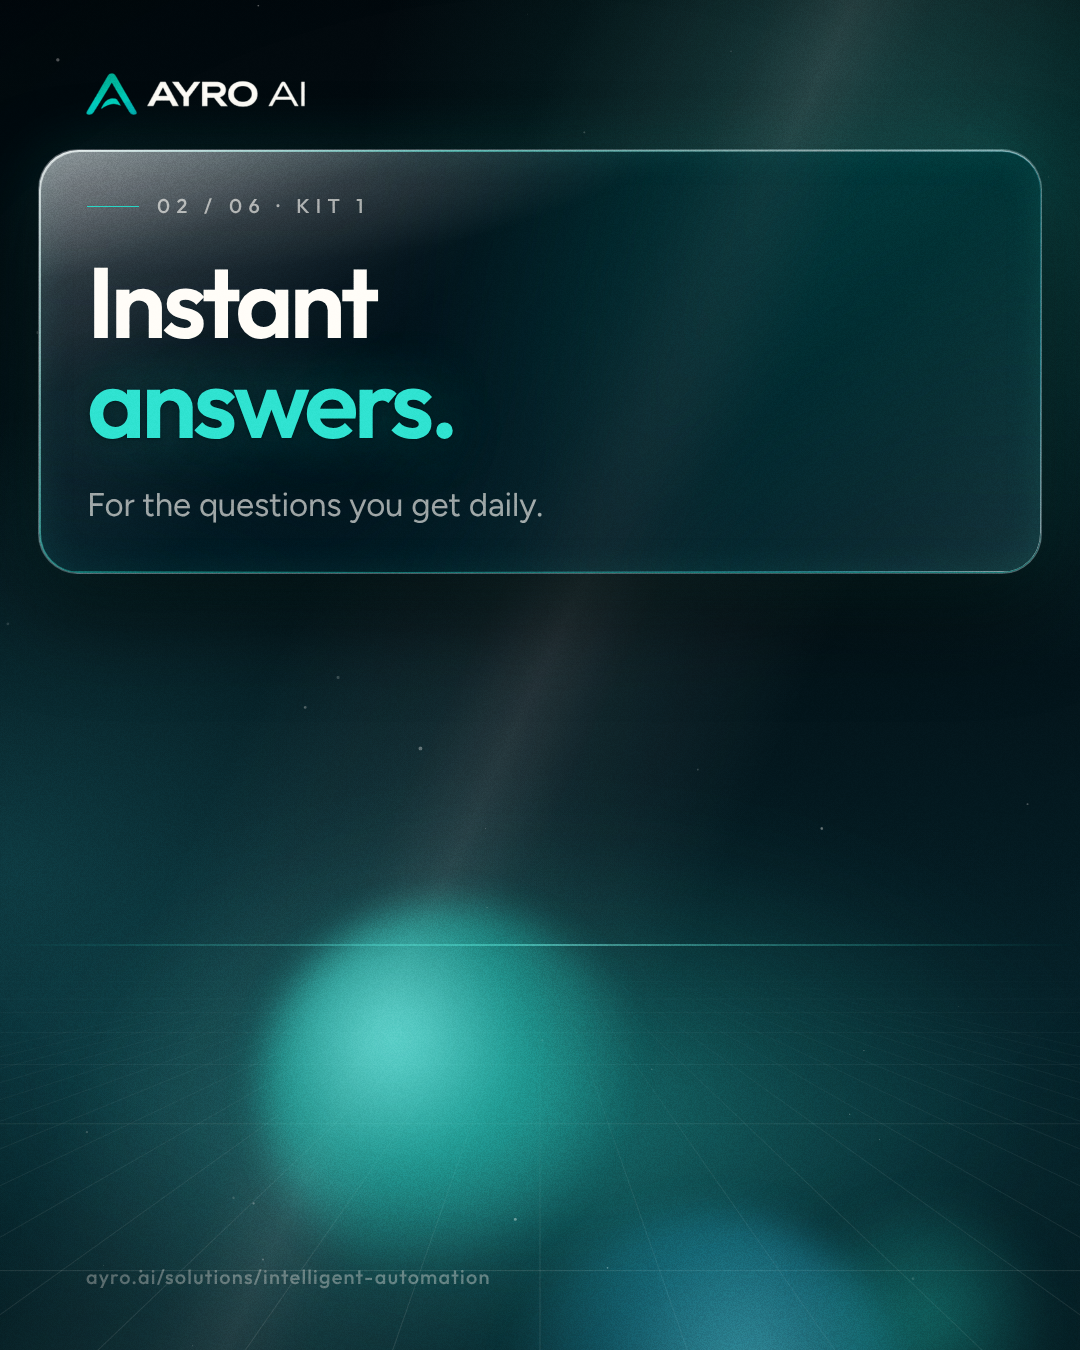 AYRO AI
02 / 06 · KIT 1
Instant
answers.
For the questions you get daily.
ayro.ai/solutions/intelligent-automation